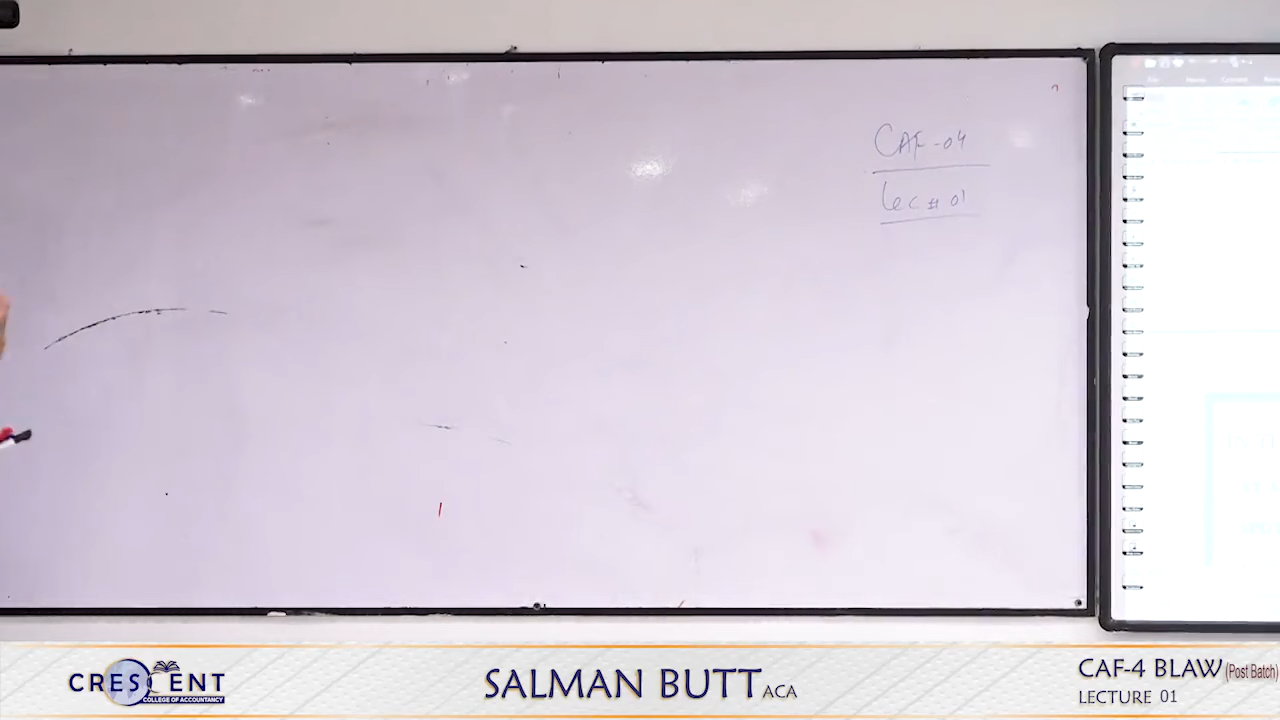 CAF-04
Lec # 01
CRESCENT
COLLEGE OF ACCOUNTANCY
SALMAN BUTT ACA
CAF-4 BLAW (Post Batch)
LECTURE 01